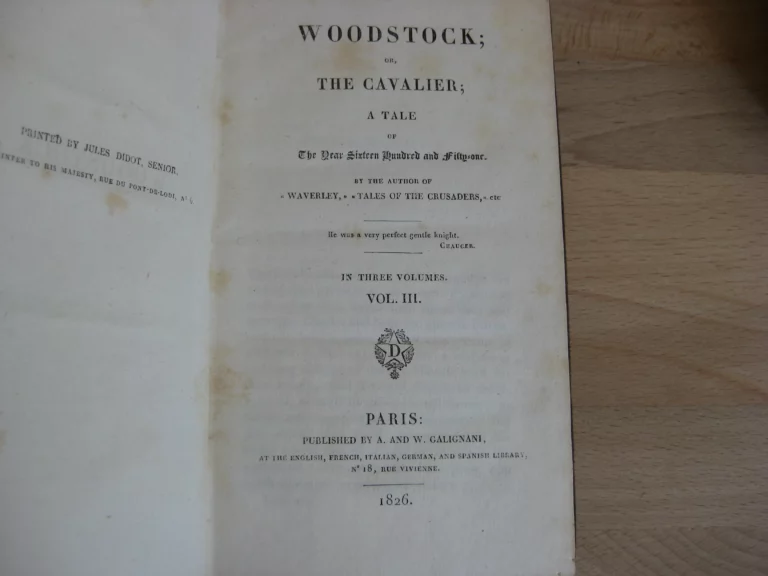 PRINTED BY JULES DIDOT, SENIOR,
TO HIS MAJESTY, RUE DU PONT-DE-LODI, Nº
WOODSTOCK;
OR,
THE CAVALIER;
A TALE
OF
The Year Sixteen Hundred and Fifty-one.
BY THE AUTHOR OF
« WAVERLEY, » « TALES OF THE CRUSADERS, » etc
He was a very perfect gentle knight.
CHAUCER.
IN THREE VOLUMES.
VOL. III.
D
PARIS:
PUBLISHED BY A. AND W. GALIGNANI,
AT THE ENGLISH, FRENCH, ITALIAN, GERMAN, AND SPANISH LIBRARY,
Nº 18, RUE VIVIENNE.
1826.